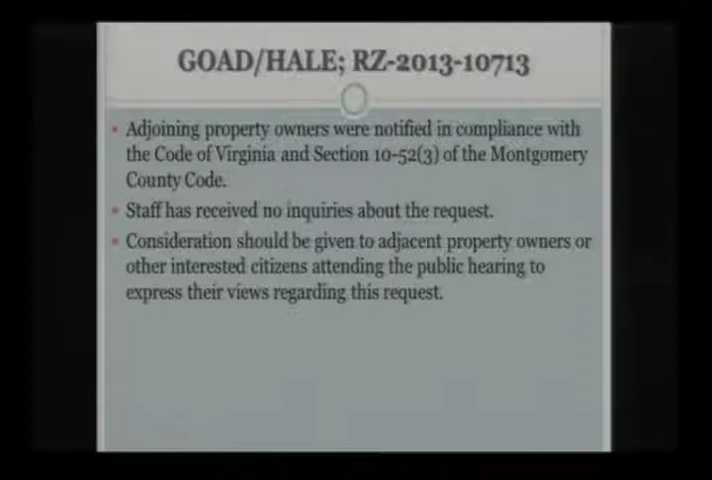 GOAD/HALE; RZ-2013-10713
• Adjoining property owners were notified in compliance with
the Code of Virginia and Section 10-52(3) of the Montgomery
County Code.
• Staff has received no inquiries about the request.
• Consideration should be given to adjacent property owners or
other interested citizens attending the public hearing to
express their views regarding this request.